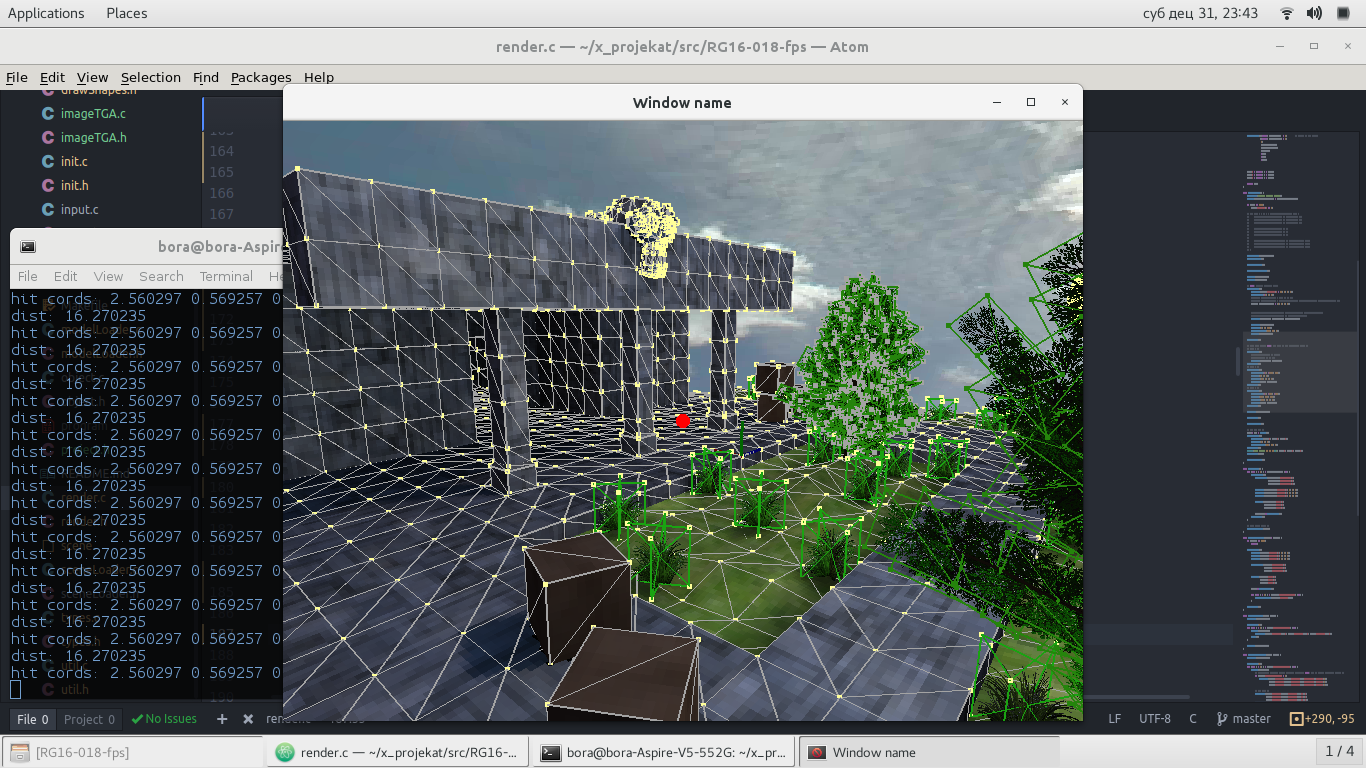 Applications Places
суб дец 31, 23:43
render.c — ~/x_projekat/src/RG16-018-fps — Atom
File Edit View Selection Find Packages Help
drawShapes.h
imageTGA.c
imageTGA.h
init.c
init.h
input.c
164
165
166
167
Window name
bora@bora-Aspir
File Edit View Search Terminal He
hit cords: 2.560297 0.569257 0
dist: 16.270235
hit cords: 2.560297 0.569257 0
dist: 16.270235
hit cords: 2.560297 0.569257 0
dist: 16.270235
hit cords: 2.560297 0.569257 0
dist: 16.270235
hit cords: 2.560297 0.569257 0
dist: 16.270235
hit cords: 2.560297 0.569257 0
dist: 16.270235
hit cords: 2.560297 0.569257 0
dist: 16.270235
hit cords: 2.560297 0.569257 0
dist: 16.270235
hit cords: 2.560297 0.569257 0
dist: 16.270235
hit cords: 2.560297 0.569257 0
dist: 16.270235
hit cords: 2.560297 0.569257 0
dist: 16.270235
hit cords: 2.560297 0.569257 0
util.h
File 0 Project 0 No Issues
LF UTF-8 C master +290, -95
[RG16-018-fps]
render.c — ~/x_projekat/src/RG16-...
bora@bora-Aspire-V5-552G: ~/x_pr...
Window name
1 / 4